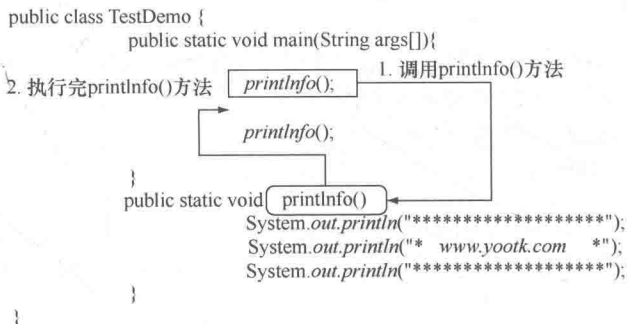 public class TestDemo {
public static void main(String args[]){
1. 调用printInfo()方法
2. 执行完printInfo()方法
printInfo();
printInfo();
}
public static void printInfo()
System.out.println("*******************");
System.out.println("* www.yootk.com *");
System.out.println("*******************");
}
}